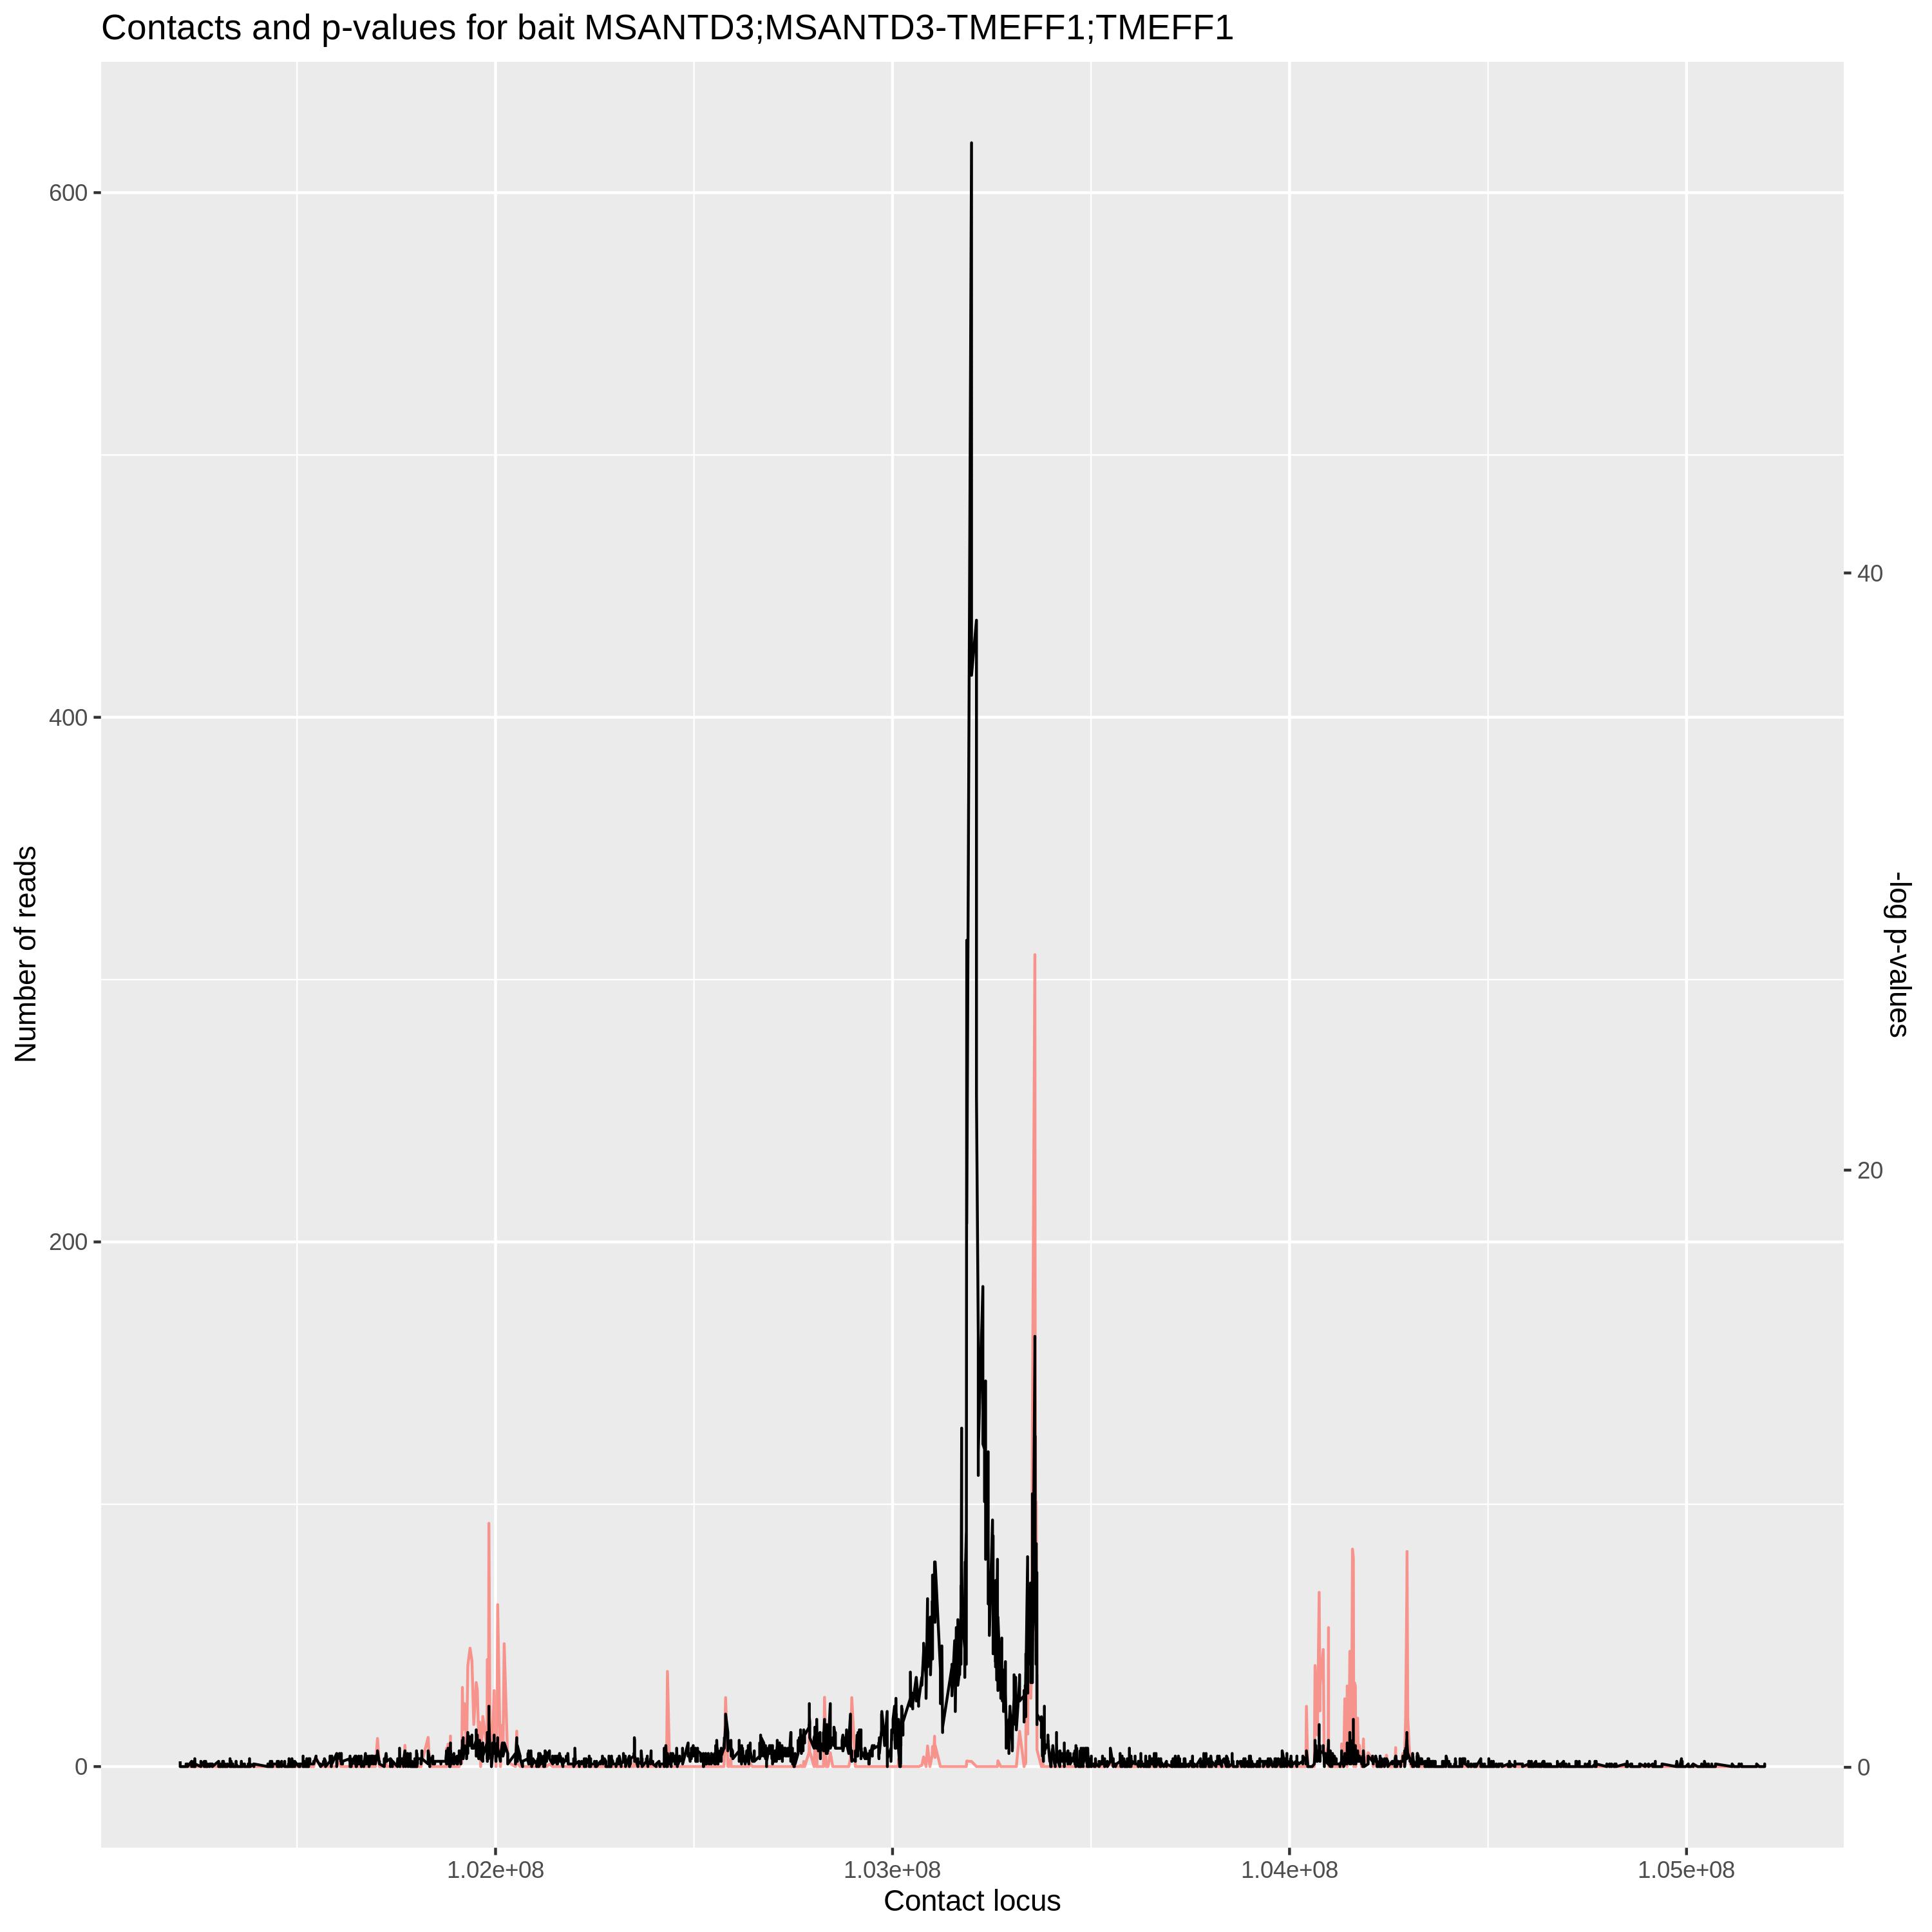 Contacts and p-values for bait MSANTD3;MSANTD3-TMEFF1;TMEFF1
600
400
200
0
Number of reads
40
20
0
-log p-values
1.02e+08 1.03e+08 1.04e+08 1.05e+08
Contact locus